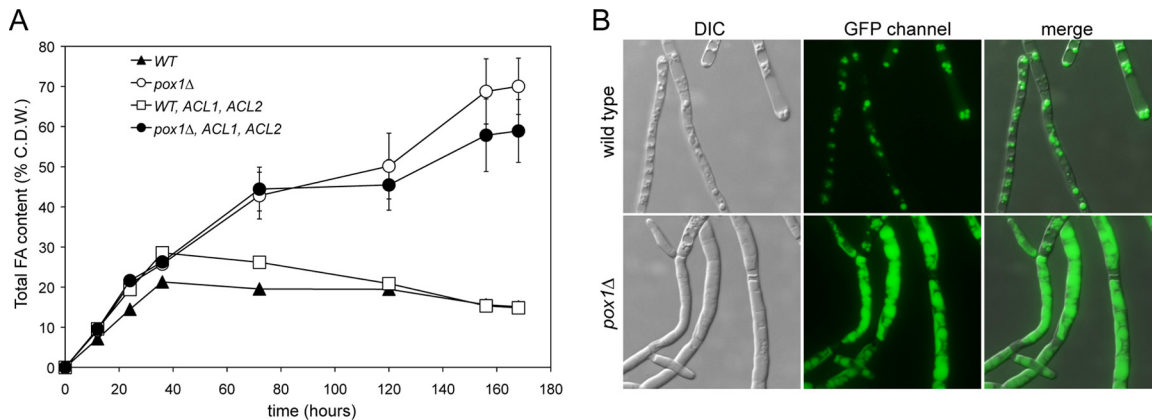 A
Total FA content (% C.D.W.)
80
70
60
50
40
30
20
10
0
WT
pox1Δ
WT, ACL1, ACL2
pox1Δ, ACL1, ACL2
0 20 40 60 80 100 120 140 160 180
time (hours)
B
DIC GFP channel merge
wild type
pox1Δ